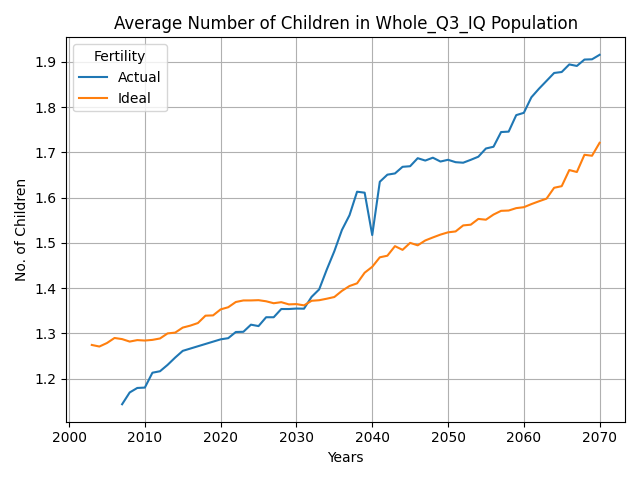 Average Number of Children in Whole_Q3_IQ Population
Fertility
Actual
Ideal
1.9
1.8
1.7
1.6
1.5
1.4
1.3
1.2
No. of Children
2000 2010 2020 2030 2040 2050 2060 2070
Years